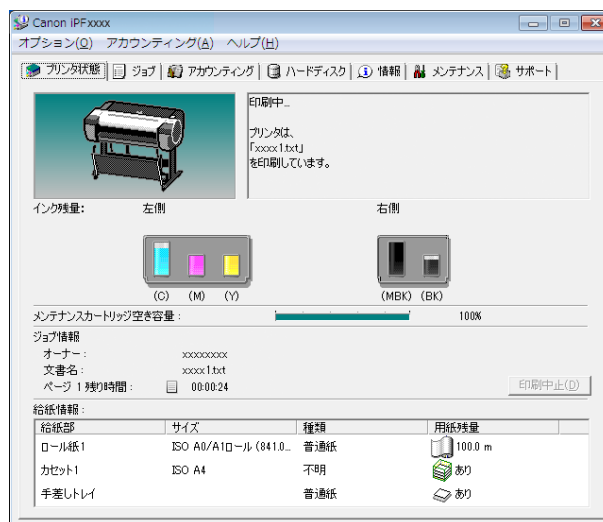 Canon iPFxxxx
オプション(O) アカウンティング(A) ヘルプ(H)
プリンタ状態 ジョブ アカウンティング ハードディスク 情報 メンテナンス サポート
印刷中...
プリンタは、
「xxxx1.txt」
を印刷しています。
インク残量: 左側 右側
(C) (M) (Y) (MBK) (BK)
メンテナンスカートリッジ空き容量 : 100%
ジョブ情報
オーナー : xxxxxxxx
文書名 : xxxx1.txt
ページ 1 残り時間 : 00:00:24 印刷中止(D)
給紙情報 :
給紙部 サイズ 種類 用紙残量
ロール紙1 ISO A0/A1ロール (841.0... 普通紙 100.0 m
カセット1 ISO A4 不明 あり
手差しトレイ 普通紙 あり